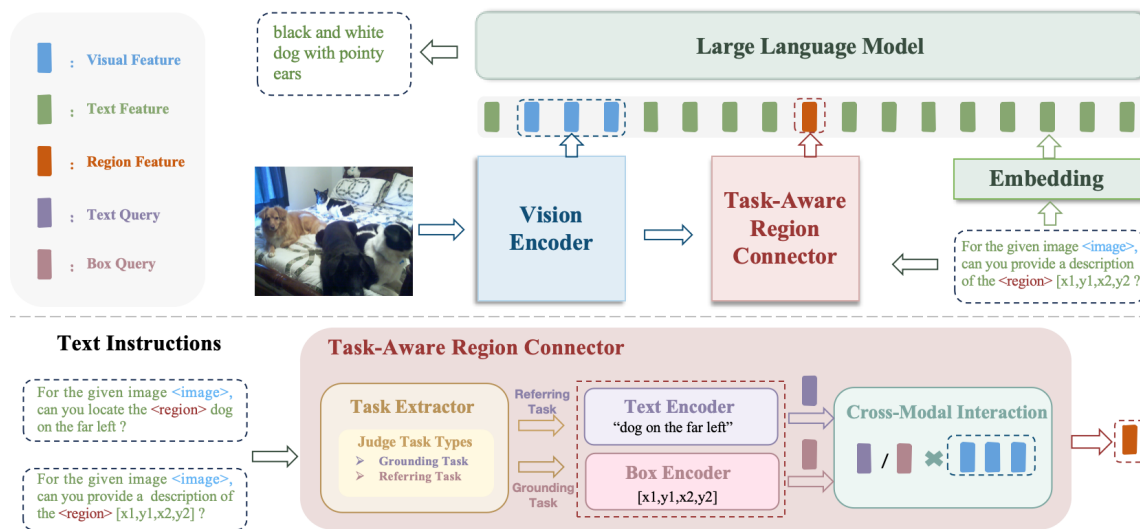 : Visual Feature
: Text Feature
: Region Feature
: Text Query
: Box Query
black and white
dog with pointy
ears
Large Language Model
Vision
Encoder
Task-Aware
Region
Connector
Embedding
For the given image <image>,
can you provide a description
of the <region> [x1,y1,x2,y2 ?
Text Instructions
For the given image <image>,
can you locate the <region> dog
on the far left ?
For the given image <image>,
can you provide a description of
the <region> [x1,y1,x2,y2] ?
Task-Aware Region Connector
Task Extractor
Judge Task Types
➢ Grounding Task
➢ Referring Task
Referring
Task
Grounding
Task
Text Encoder
“dog on the far left”
Box Encoder
[x1,y1,x2,y2]
Cross-Modal Interaction
/ ✖